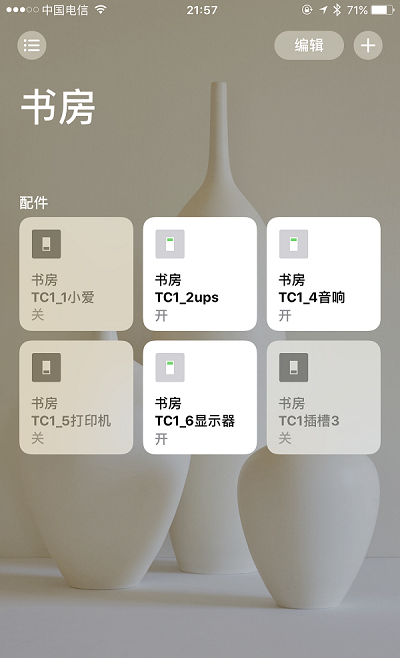 中国电信 21:57 71%
编辑
书房
配件
书房
TC1_1小爱
关
书房
TC1_2ups
开
书房
TC1_4音响
开
书房
TC1_5打印机
关
书房
TC1_6显示器
开
书房
TC1插槽3
关